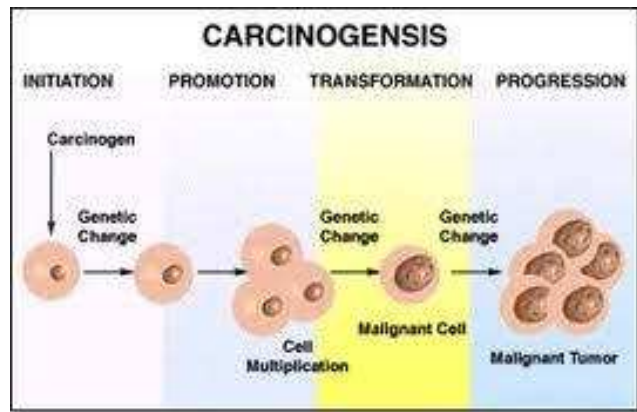 CARCINOGENSIS
INITIATION PROMOTION TRANSFORMATION PROGRESSION
Carcinogen
Genetic
Change
Genetic
Change
Genetic
Change
Cell
Multiplication
Malignant Cell
Malignant Tumor